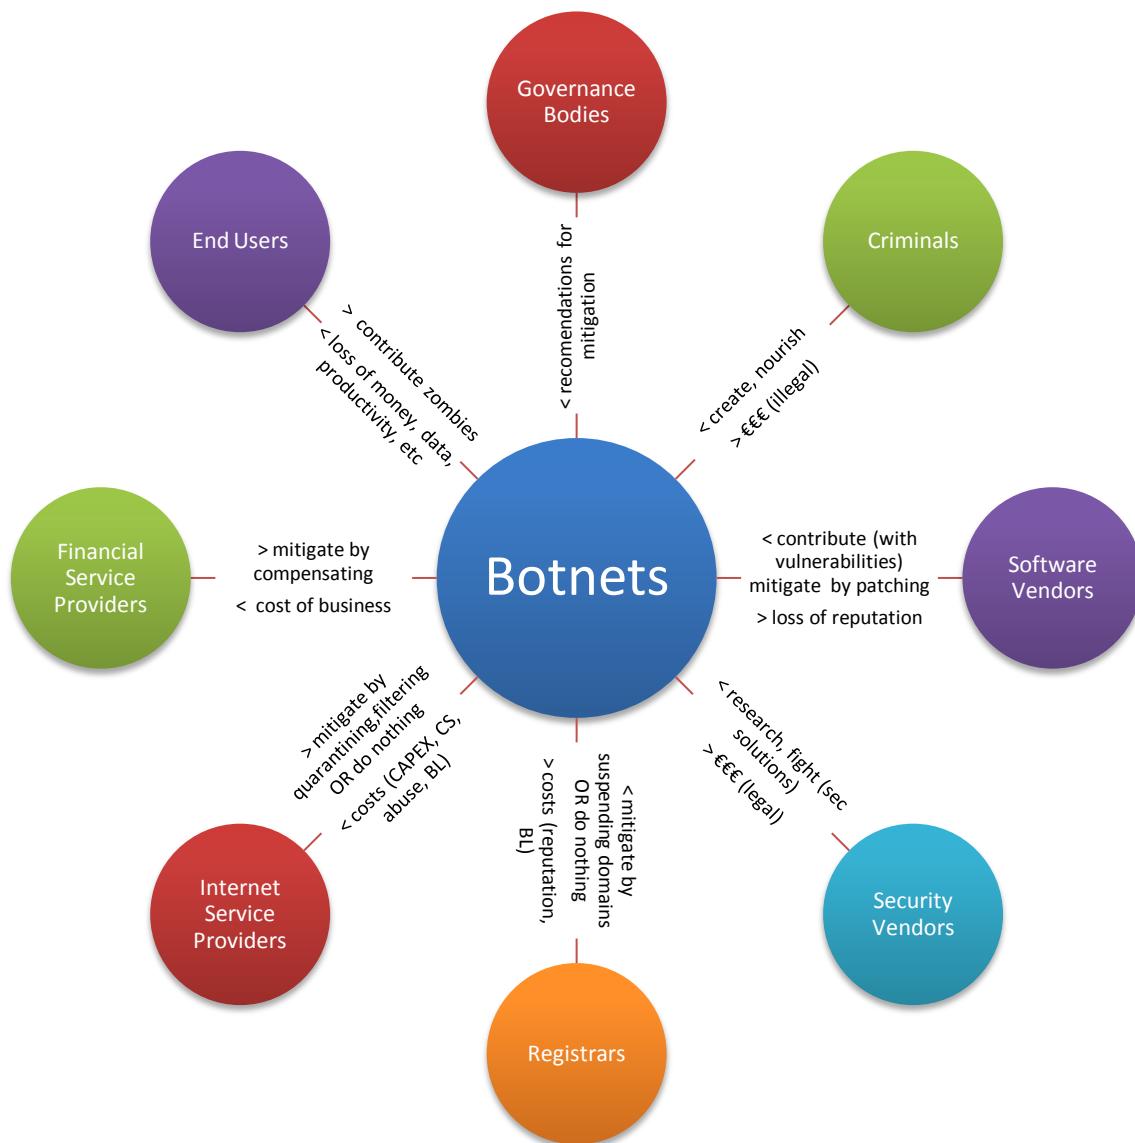 Governance
Bodies
End Users
Criminals
< recomendations for
mitigation
> contribute zombies
< loss of money, data,
productivity, etc
< create, nourish
> €€€ (illegal)
Financial
Service
Providers
> mitigate by
compensating
< cost of business
Botnets
< contribute (with
vulnerabilities)
mitigate by patching
> loss of reputation
Software
Vendors
> mitigate by
quarantining,filtering
OR do nothing
< costs (CAPEX, CS,
abuse, BL)
< mitigate by
suspending domains
OR do nothing
> costs (reputation,
BL)
< research, fight (sec
solutions)
> €€€ (legal)
Internet
Service
Providers
Security
Vendors
Registrars